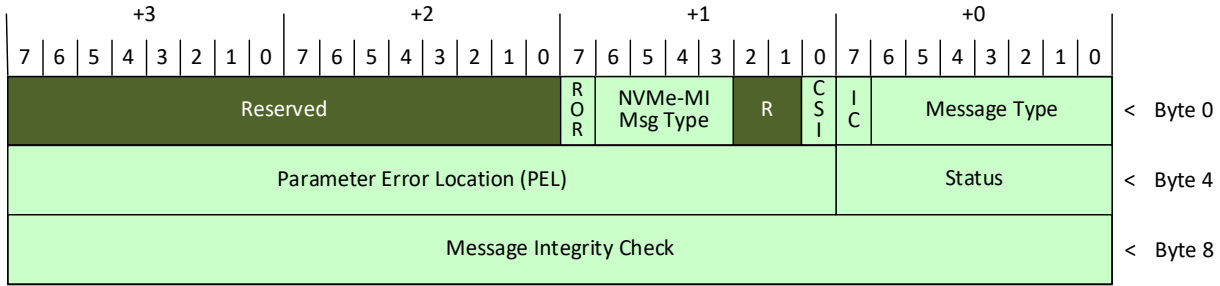 +3 +2 +1 +0
7 6 5 4 3 2 1 0 7 6 5 4 3 2 1 0 7 6 5 4 3 2 1 0 7 6 5 4 3 2 1 0
Reserved ROR NVMe-MI Msg Type R CSI IC Message Type < Byte 0
Parameter Error Location (PEL) Status < Byte 4
Message Integrity Check < Byte 8